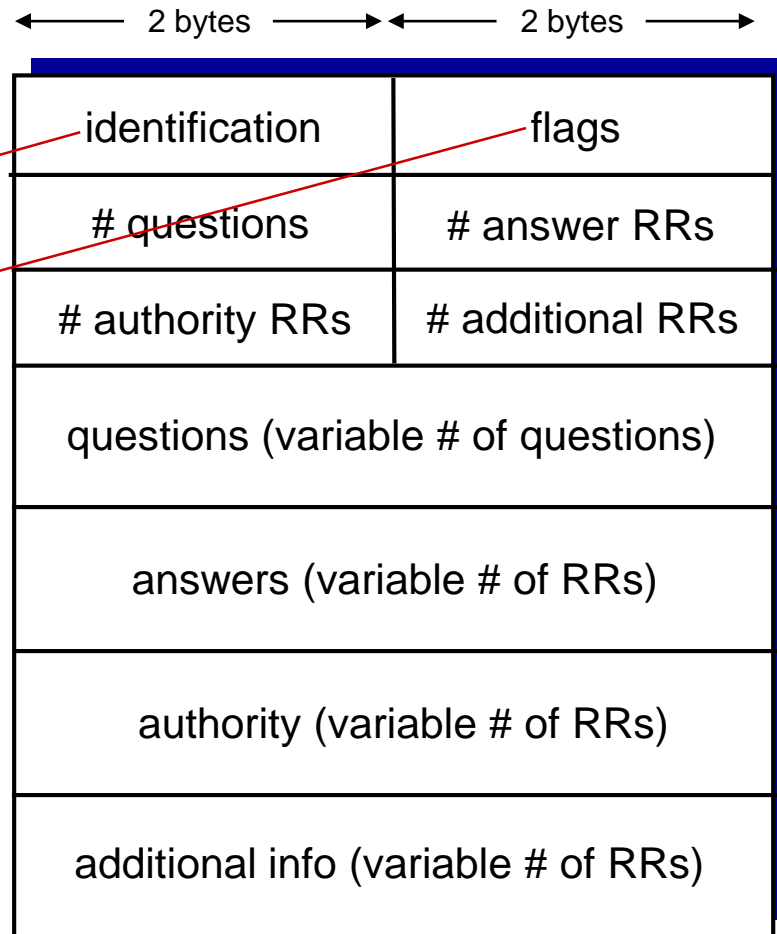 2 bytes 2 bytes
identification flags
# questions # answer RRs
# authority RRs # additional RRs
questions (variable # of questions)
answers (variable # of RRs)
authority (variable # of RRs)
additional info (variable # of RRs)